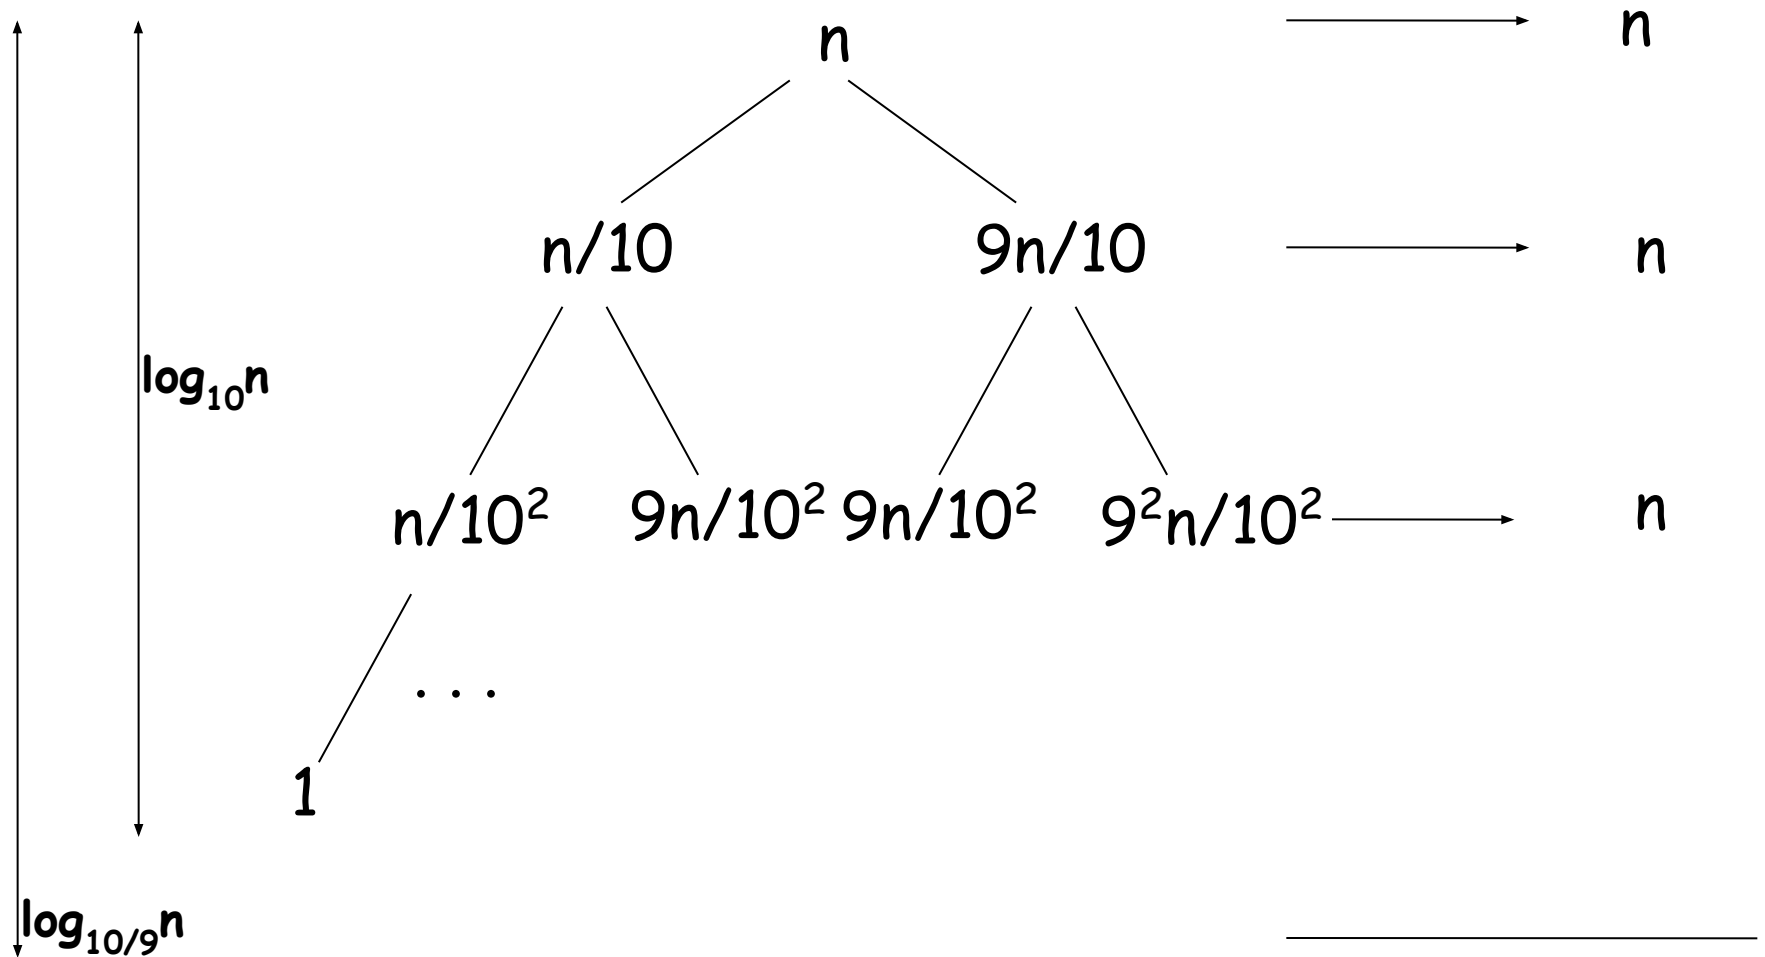 n n
n/10 9n/10 n
log₁₀n
n/10² 9n/10² 9n/10² 9²n/10² n
. . .
1
log₁₀/₉n